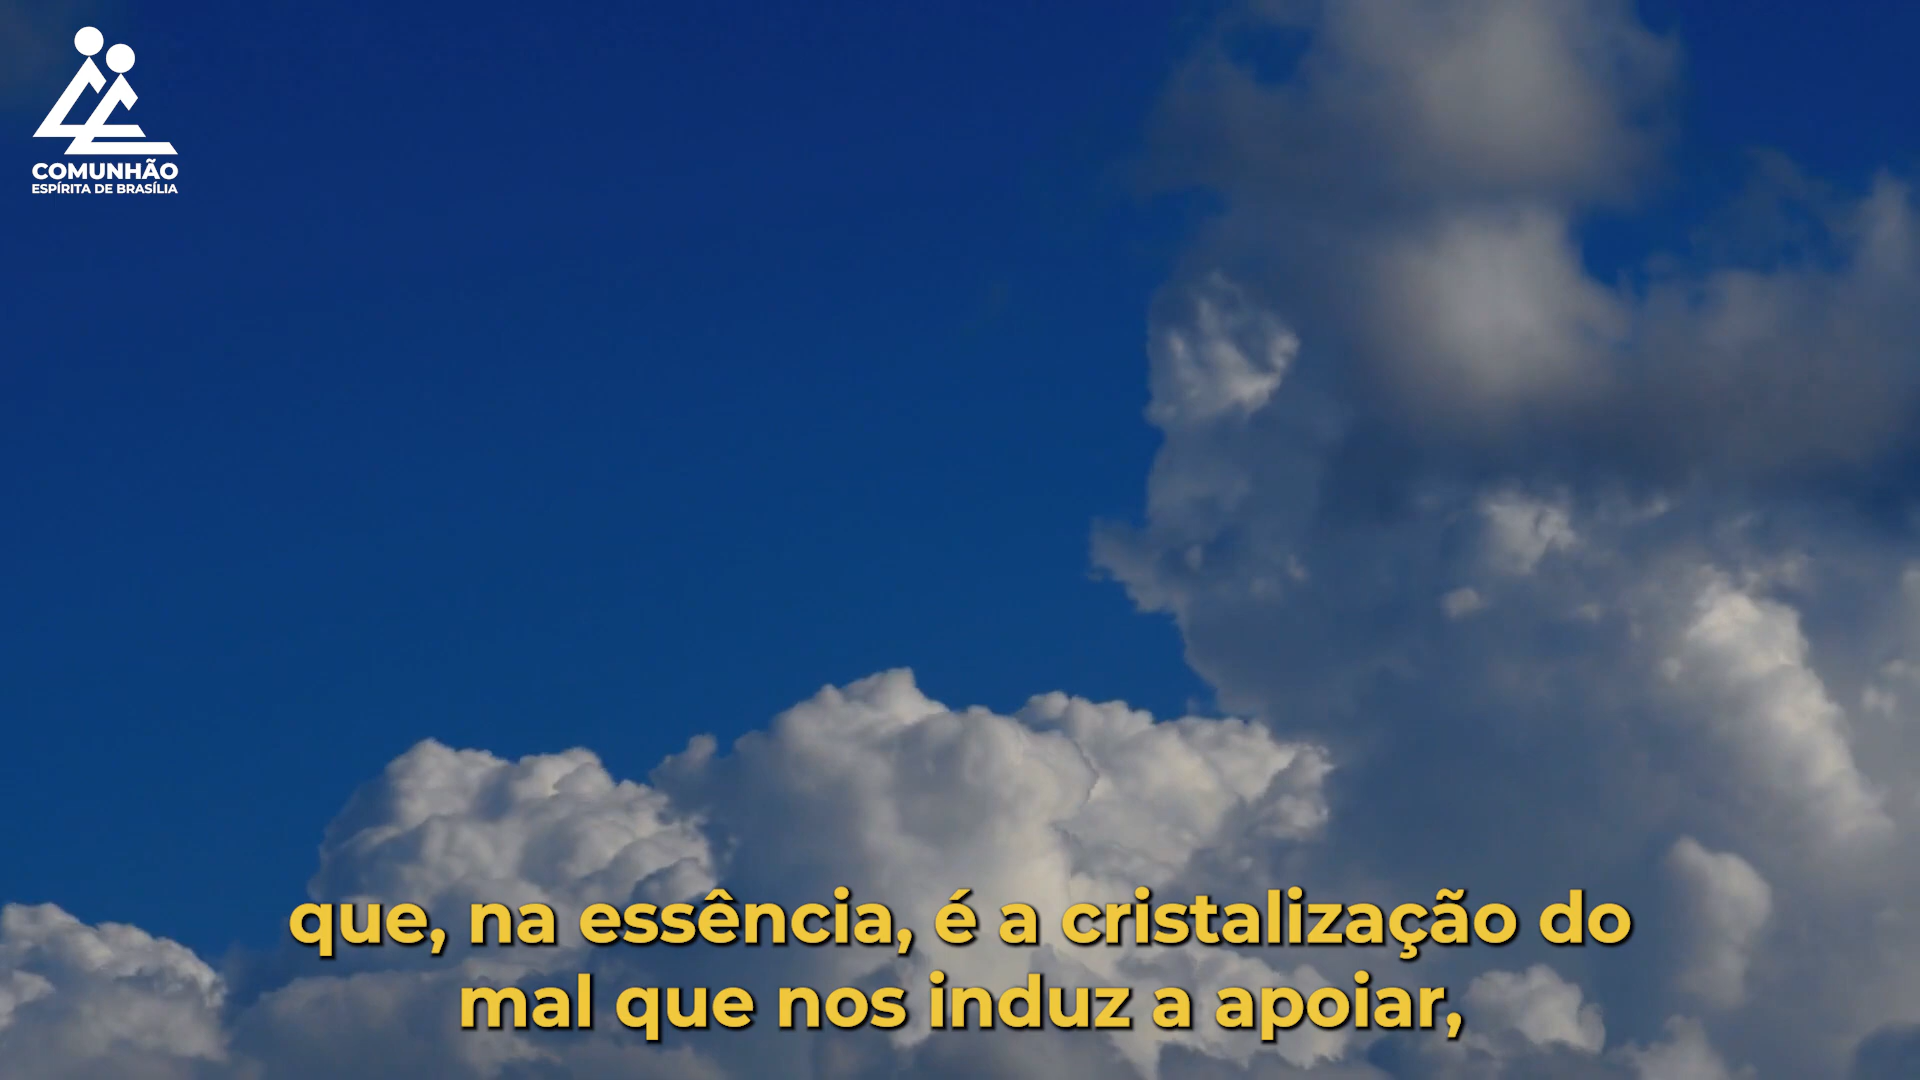 COMUNHÃO
ESPÍRITA DE BRASÍLIA
que, na essência, é a cristalização do
mal que nos induz a apoiar,